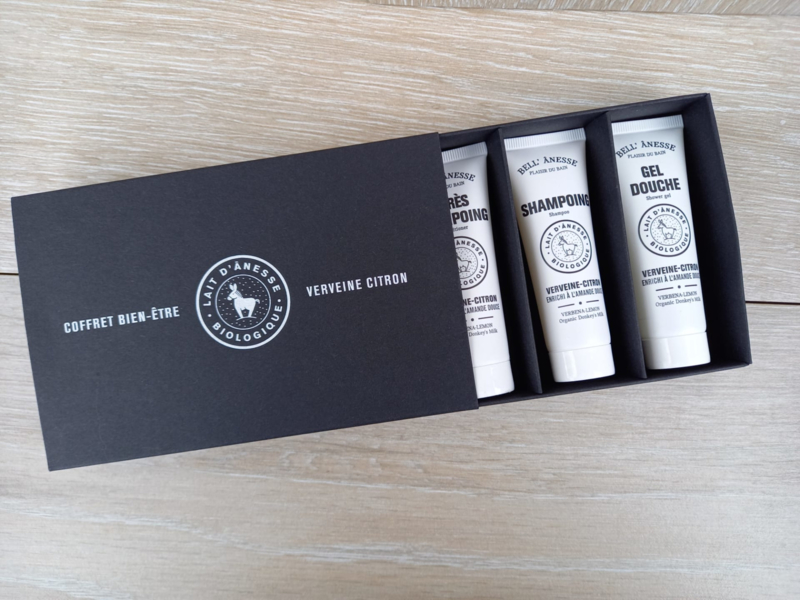 COFFRET BIEN-ÊTRE
LAIT D'ÂNESSE
BIOLOGIQUE
VERVEINE CITRON
BELL' ÂNESSE
PLAISIR DU BAIN
SHAMPOING
Shampoo
LAIT D'ÂNESSE
BIOLOGIQUE
VERVEINE-CITRON
ENRICHI À L'AMANDE DOUCE
VERBENA-LEMON
Organic Donkey's Milk
BELL' ÂNESSE
PLAISIR DU BAIN
GEL
DOUCHE
Shower gel
LAIT D'ÂNESSE
BIOLOGIQUE
VERVEINE-CITRON
ENRICHI À L'AMANDE DOUCE
VERBENA-LEMON
Organic Donkey's Milk